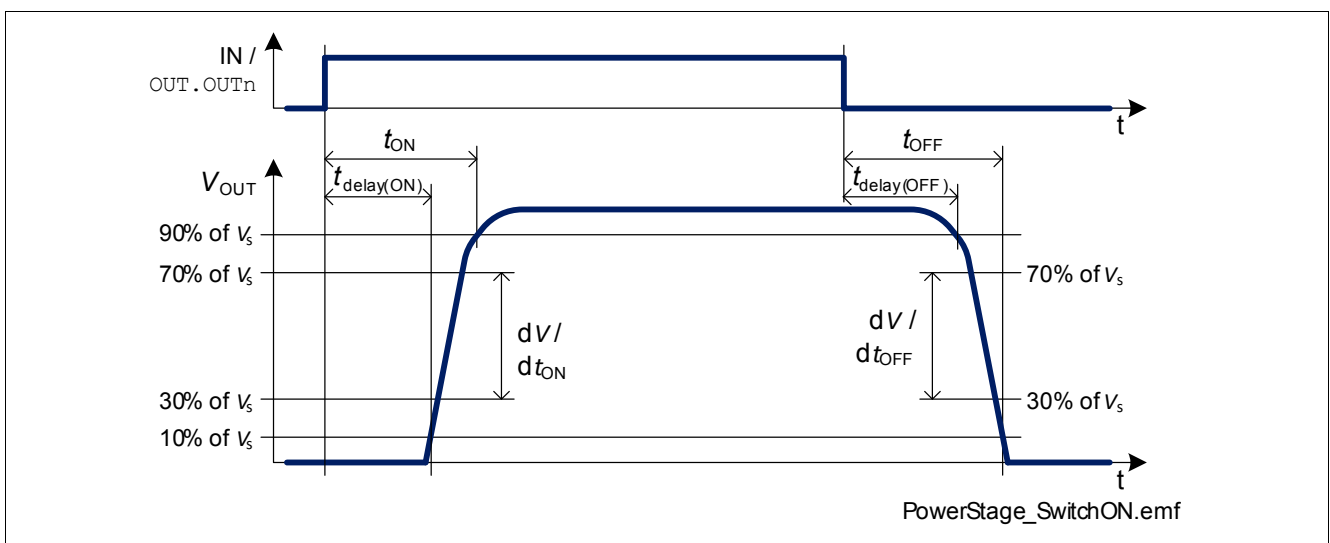 IN /
OUT.OUTn
t
tON
tOFF
VOUT
tdelay(ON)
tdelay(OFF)
90% of Vs
70% of Vs
70% of Vs
dV /
dtON
dV /
dtOFF
30% of Vs
30% of Vs
10% of Vs
t
PowerStage_SwitchON.emf